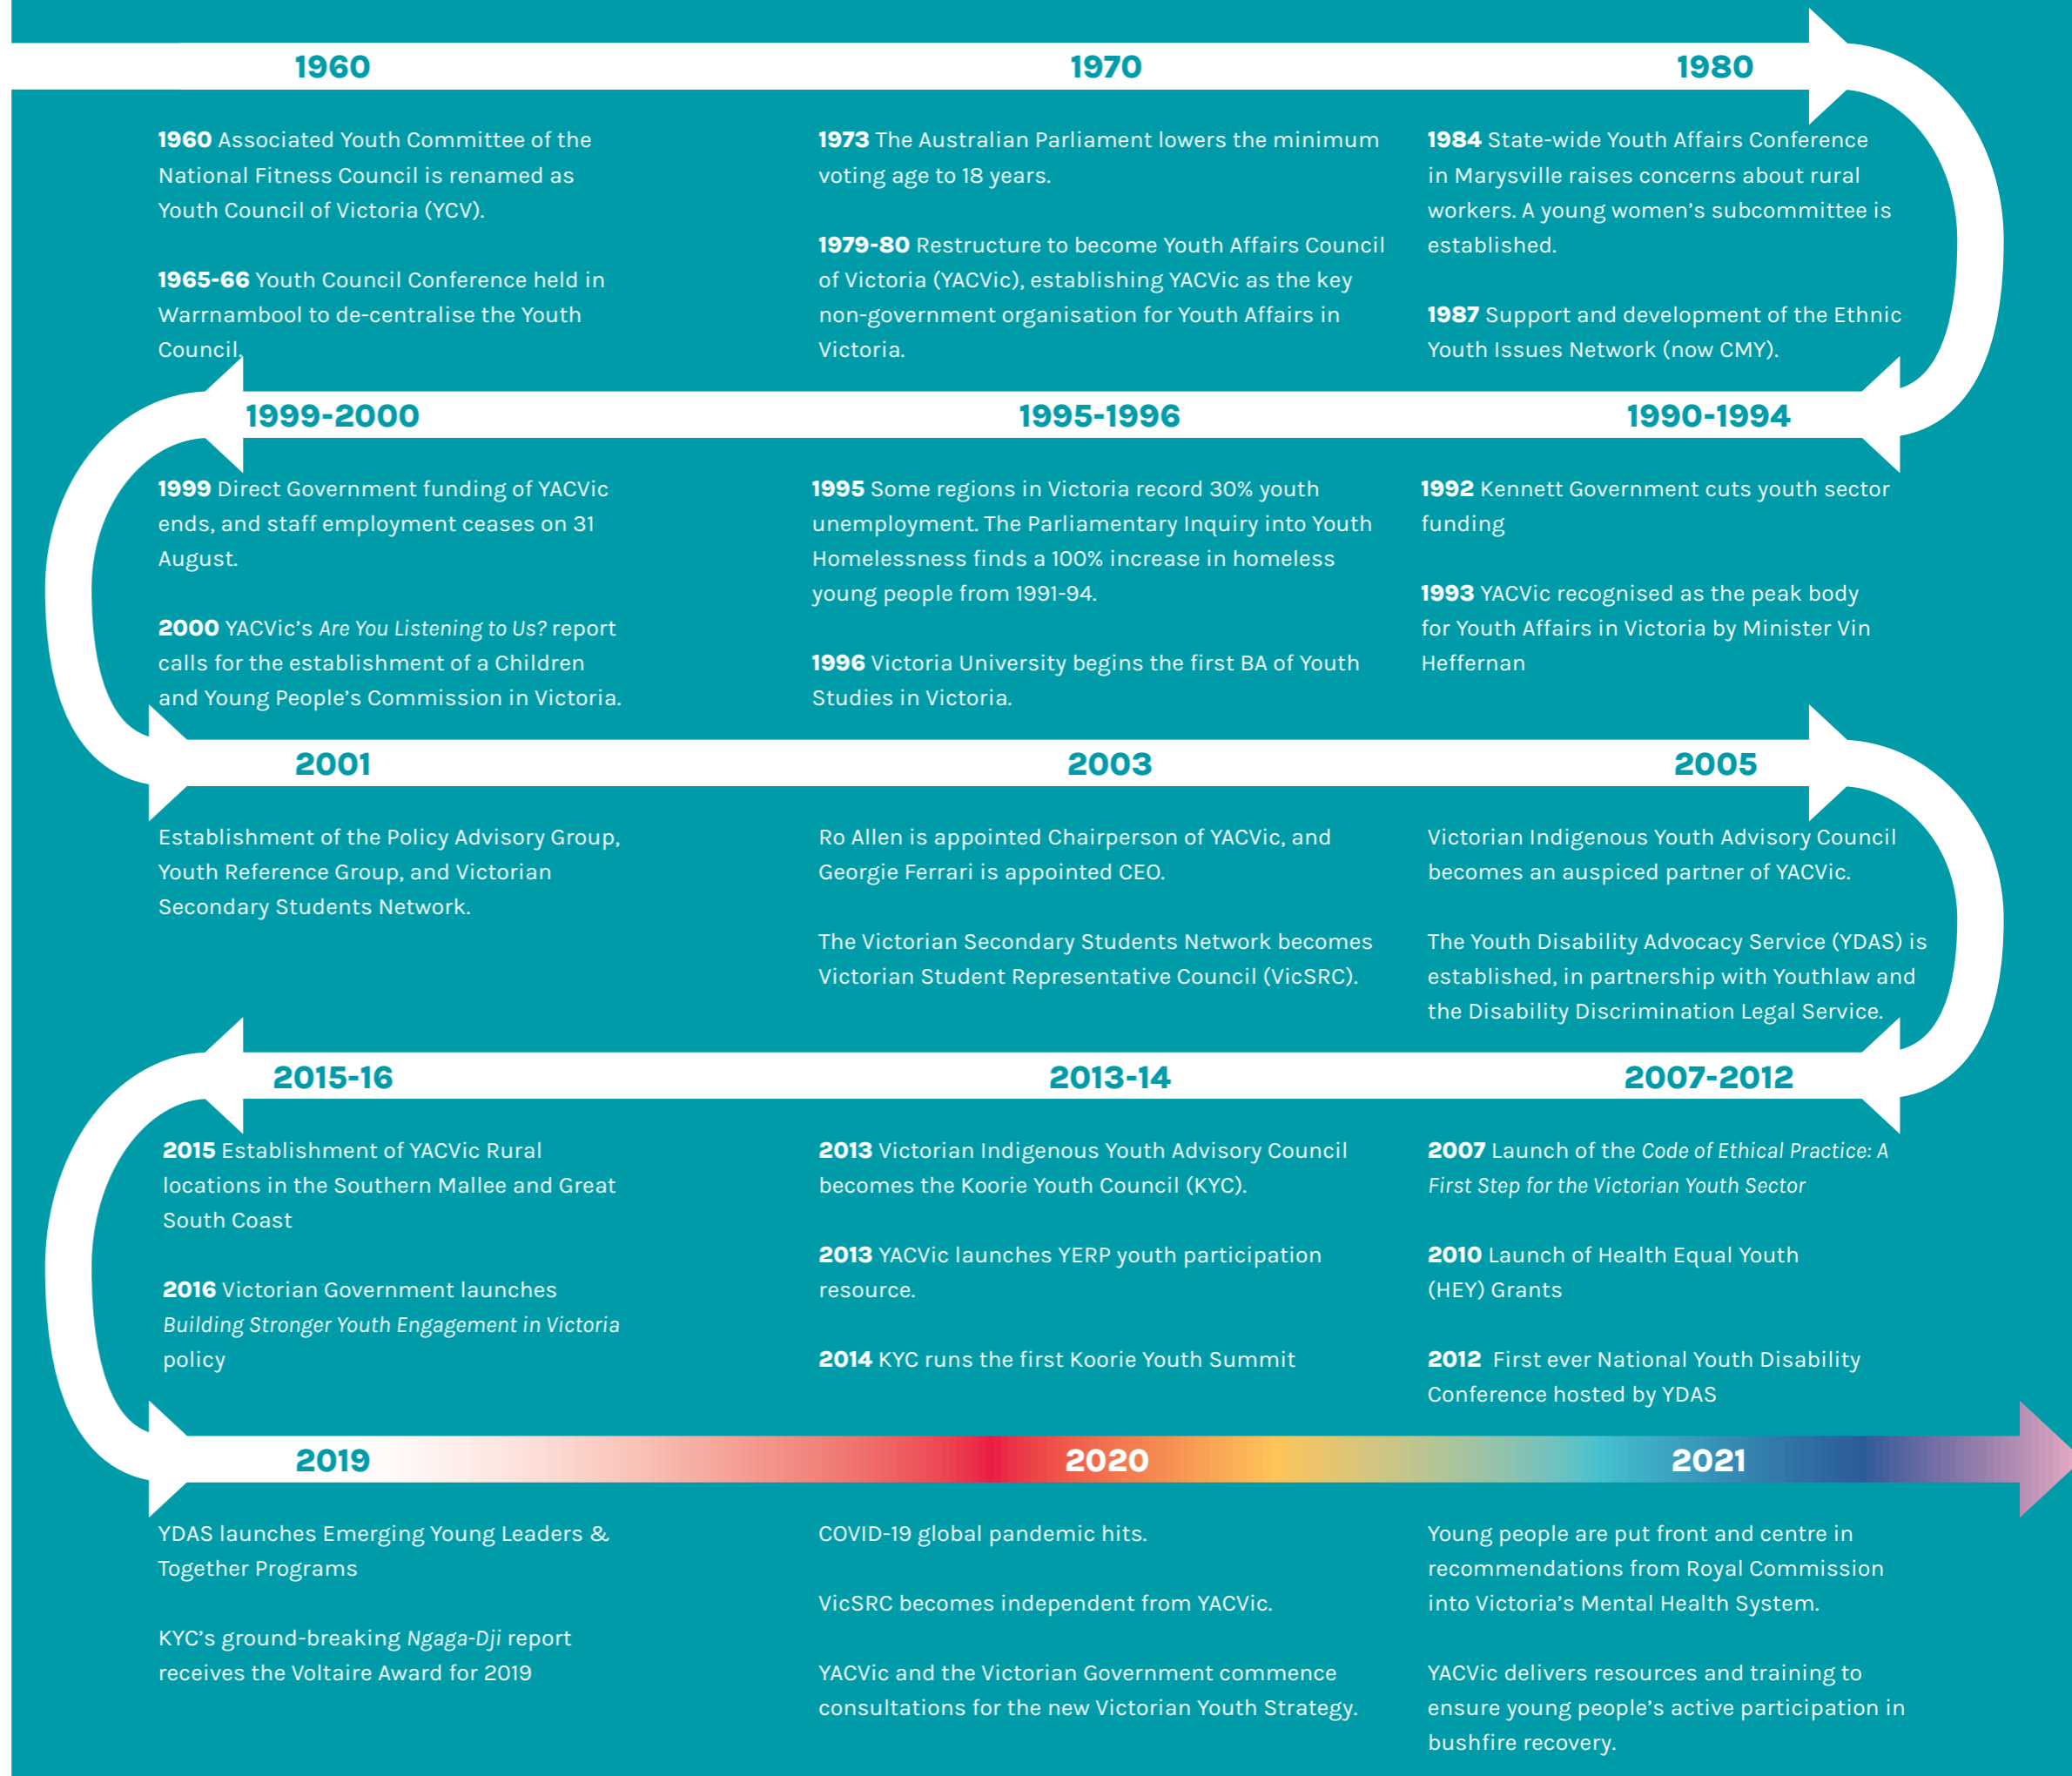 1960
1970
1980
1960 Associated Youth Committee of the
National Fitness Council is renamed as
Youth Council of Victoria (YCV).
1965-66 Youth Council Conference held in
Warrnambool to de-centralise the Youth
Council.
1973 The Australian Parliament lowers the minimum
voting age to 18 years.
1979-80 Restructure to become Youth Affairs Council
of Victoria (YACVic), establishing YACVic as the key
non-government organisation for Youth Affairs in
Victoria.
1984 State-wide Youth Affairs Conference
in Marysville raises concerns about rural
workers. A young women's subcommittee is
established.
1987 Support and development of the Ethnic
Youth Issues Network (now CMY).
1990-1994
1992 Kennett Government cuts youth sector
funding
1993 YACVic recognised as the peak body
for Youth Affairs in Victoria by Minister Vin
Heffernan
1995-1996
1995 Some regions in Victoria record 30% youth
unemployment. The Parliamentary Inquiry into Youth
Homelessness finds a 100% increase in homeless
young people from 1991-94.
1996 Victoria University begins the first BA of Youth
Studies in Victoria.
1999-2000
1999 Direct Government funding of YACVic
ends, and staff employment ceases on 31
August.
2000 YACVic's Are You Listening to Us? report
calls for the establishment of a Children
and Young People's Commission in Victoria.
2001
Establishment of the Policy Advisory Group,
Youth Reference Group, and Victorian
Secondary Students Network.
2003
Ro Allen is appointed Chairperson of YACVic, and
Georgie Ferrari is appointed CEO.
The Victorian Secondary Students Network becomes
Victorian Student Representative Council (VicSRC).
2005
Victorian Indigenous Youth Advisory Council
becomes an auspiced partner of YACVic.
The Youth Disability Advocacy Service (YDAS) is
established, in partnership with Youthlaw and
the Disability Discrimination Legal Service.
2007-2012
2007 Launch of the Code of Ethical Practice: A
First Step for the Victorian Youth Sector
2010 Launch of Health Equal Youth
(HEY) Grants
2012 First ever National Youth Disability
Conference hosted by YDAS
2013-14
2013 Victorian Indigenous Youth Advisory Council
becomes the Koorie Youth Council (KYC).
2013 YACVic launches YERP youth participation
resource.
2014 KYC runs the first Koorie Youth Summit
2015-16
2015 Establishment of YACVic Rural
locations in the Southern Mallee and Great
South Coast
2016 Victorian Government launches
Building Stronger Youth Engagement in Victoria
policy
2019
YDAS launches Emerging Young Leaders &
Together Programs
KYC's ground-breaking Ngaga-Dji report
receives the Voltaire Award for 2019
2020
COVID-19 global pandemic hits.
VicSRC becomes independent from YACVic.
YACVic and the Victorian Government commence
consultations for the new Victorian Youth Strategy.
2021
Young people are put front and centre in
recommendations from Royal Commission
into Victoria's Mental Health System.
YACVic delivers resources and training to
ensure young people's active participation in
bushfire recovery.